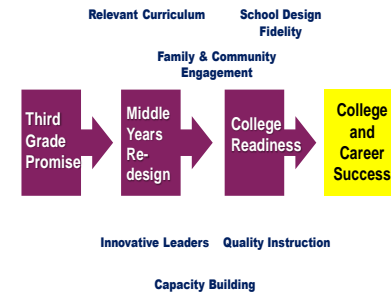 Relevant Curriculum
School Design
Fidelity
Family & Community
Engagement
Third
Grade
Promise
Middle
Years
Re-
design
College
Readiness
College
and
Career
Success
Innovative Leaders
Quality Instruction
Capacity Building